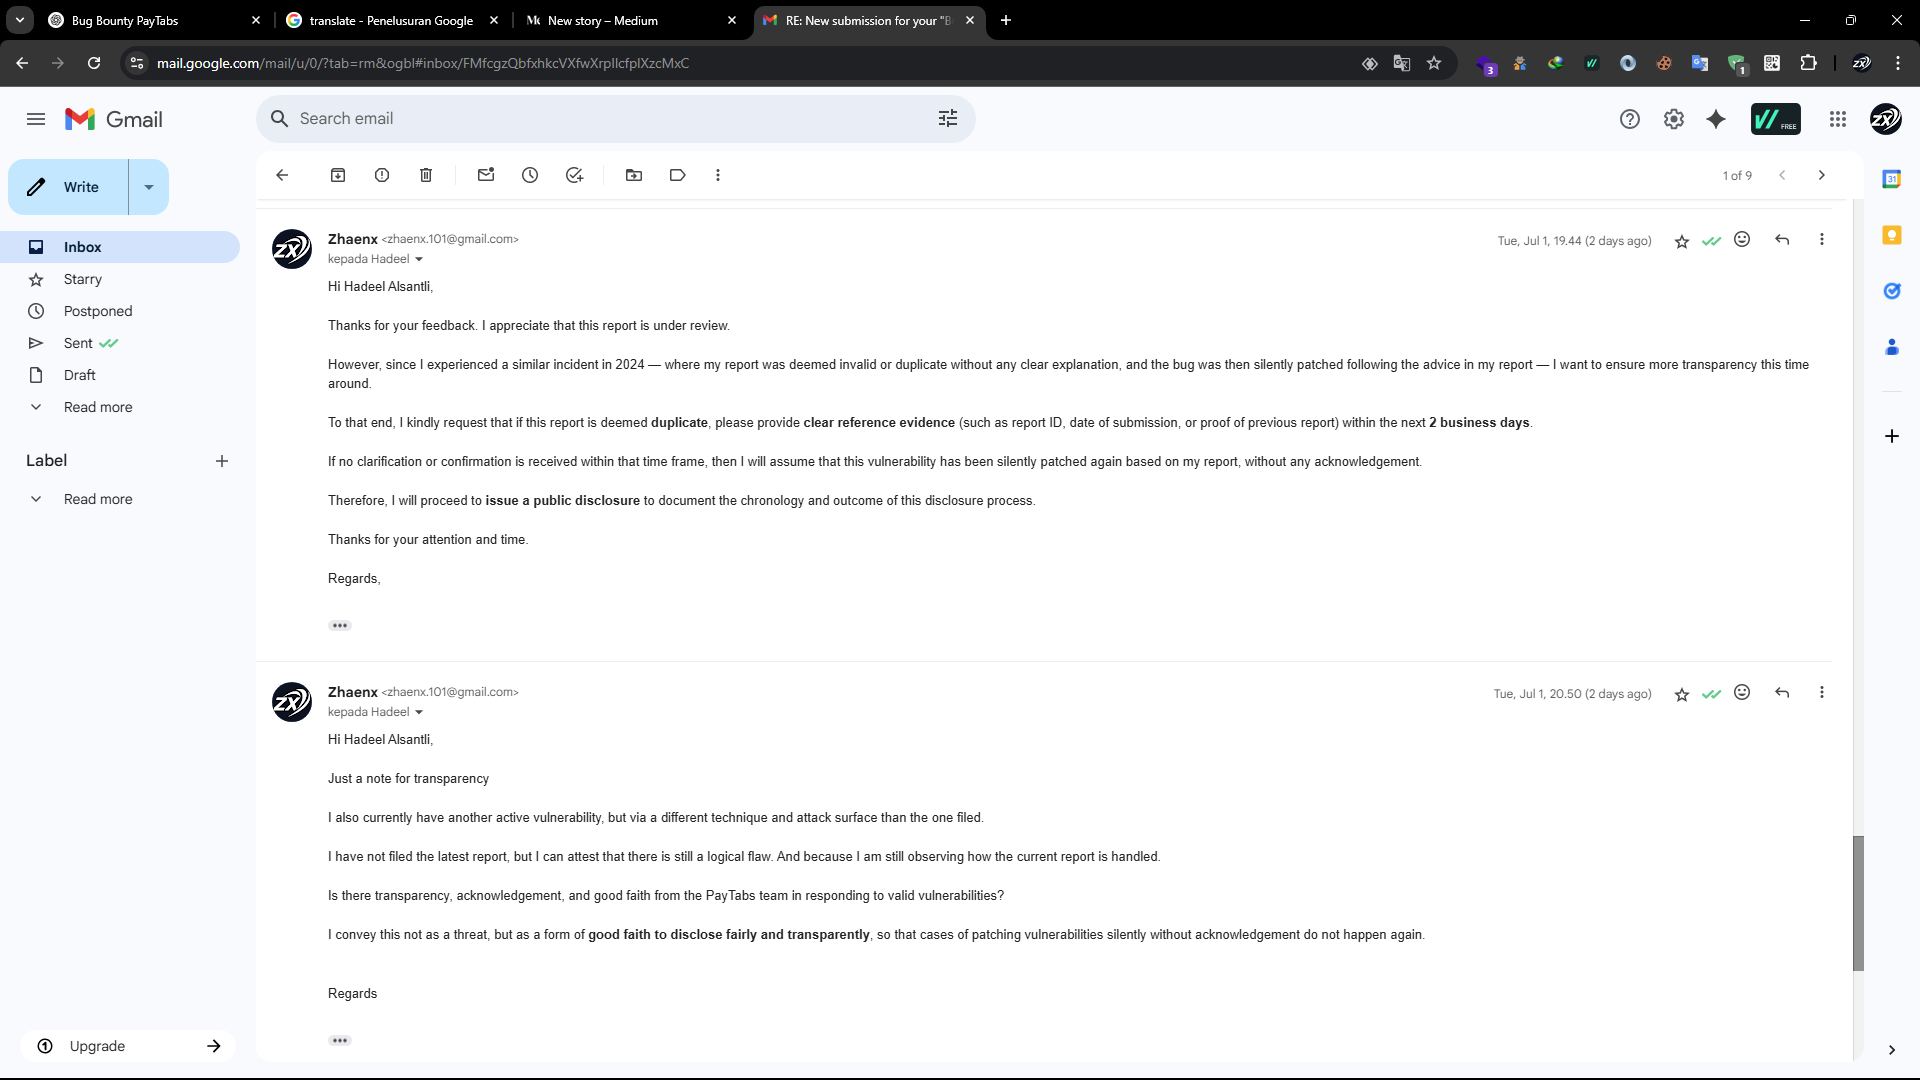 Bug Bounty PayTabs
translate - Penelusuran Google
New story – Medium
RE: New submission for your "B
mail.google.com/mail/u/0/?tab=rm&ogbl#inbox/FMfcgzQbfxhkcVXfwXrpllcfplXzcMxC
3
1
Gmail
Search email
FREE
ZX
Write
1 of 9
31
Inbox
Starry
Postponed
Sent
Draft
Read more
Label
Read more
Zhaenx <zhaenx.101@gmail.com>
Tue, Jul 1, 19.44 (2 days ago)
kepada Hadeel
Hi Hadeel Alsantli,
Thanks for your feedback. I appreciate that this report is under review.
However, since I experienced a similar incident in 2024 — where my report was deemed invalid or duplicate without any clear explanation, and the bug was then silently patched following the advice in my report — I want to ensure more transparency this time
around.
To that end, I kindly request that if this report is deemed duplicate, please provide clear reference evidence (such as report ID, date of submission, or proof of previous report) within the next 2 business days.
If no clarification or confirmation is received within that time frame, then I will assume that this vulnerability has been silently patched again based on my report, without any acknowledgement.
Therefore, I will proceed to issue a public disclosure to document the chronology and outcome of this disclosure process.
Thanks for your attention and time.
Regards,
Zhaenx <zhaenx.101@gmail.com>
Tue, Jul 1, 20.50 (2 days ago)
kepada Hadeel
Hi Hadeel Alsantli,
Just a note for transparency
I also currently have another active vulnerability, but via a different technique and attack surface than the one filed.
I have not filed the latest report, but I can attest that there is still a logical flaw. And because I am still observing how the current report is handled.
Is there transparency, acknowledgement, and good faith from the PayTabs team in responding to valid vulnerabilities?
I convey this not as a threat, but as a form of good faith to disclose fairly and transparently, so that cases of patching vulnerabilities silently without acknowledgement do not happen again.
Regards
Upgrade